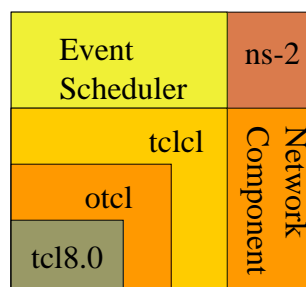 Event
Scheduler
ns-2
tclcl
otcl
tcl8.0
Network
Component